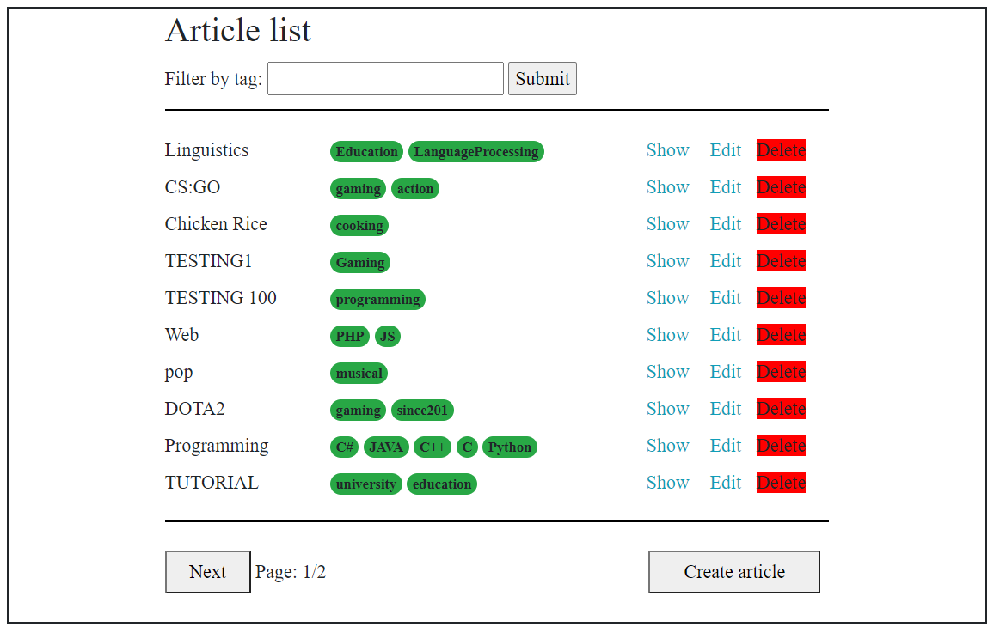 Article list
Filter by tag: Submit
Linguistics Education LanguageProcessing Show Edit Delete
CS:GO gaming action Show Edit Delete
Chicken Rice cooking Show Edit Delete
TESTING1 Gaming Show Edit Delete
TESTING 100 programming Show Edit Delete
Web PHP JS Show Edit Delete
pop musical Show Edit Delete
DOTA2 gaming since201 Show Edit Delete
Programming C# JAVA C++ C Python Show Edit Delete
TUTORIAL university education Show Edit Delete
Next Page: 1/2 Create article